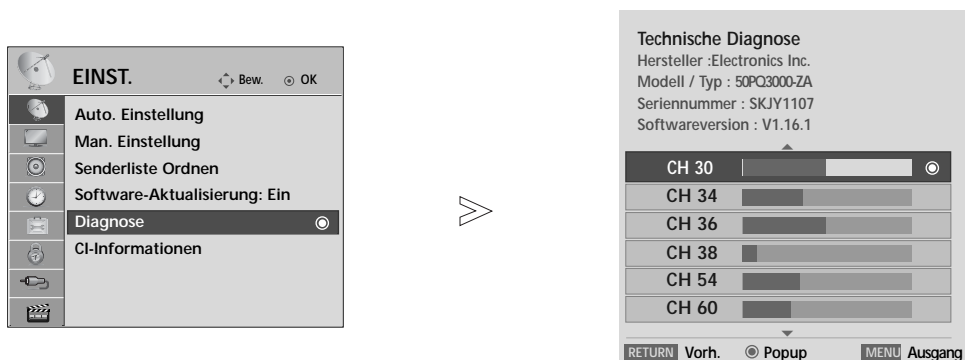 EINST.
Bew.
OK
Auto. Einstellung
Man. Einstellung
Senderliste Ordnen
Software-Aktualisierung: Ein
Diagnose
CI-Informationen
Technische Diagnose
Hersteller :Electronics Inc.
Modell / Typ : 50PQ3000-ZA
Seriennummer : SKJY1107
Softwareversion : V1.16.1
CH 30
CH 34
CH 36
CH 38
CH 54
CH 60
RETURN Vorh. Popup MENU Ausgang